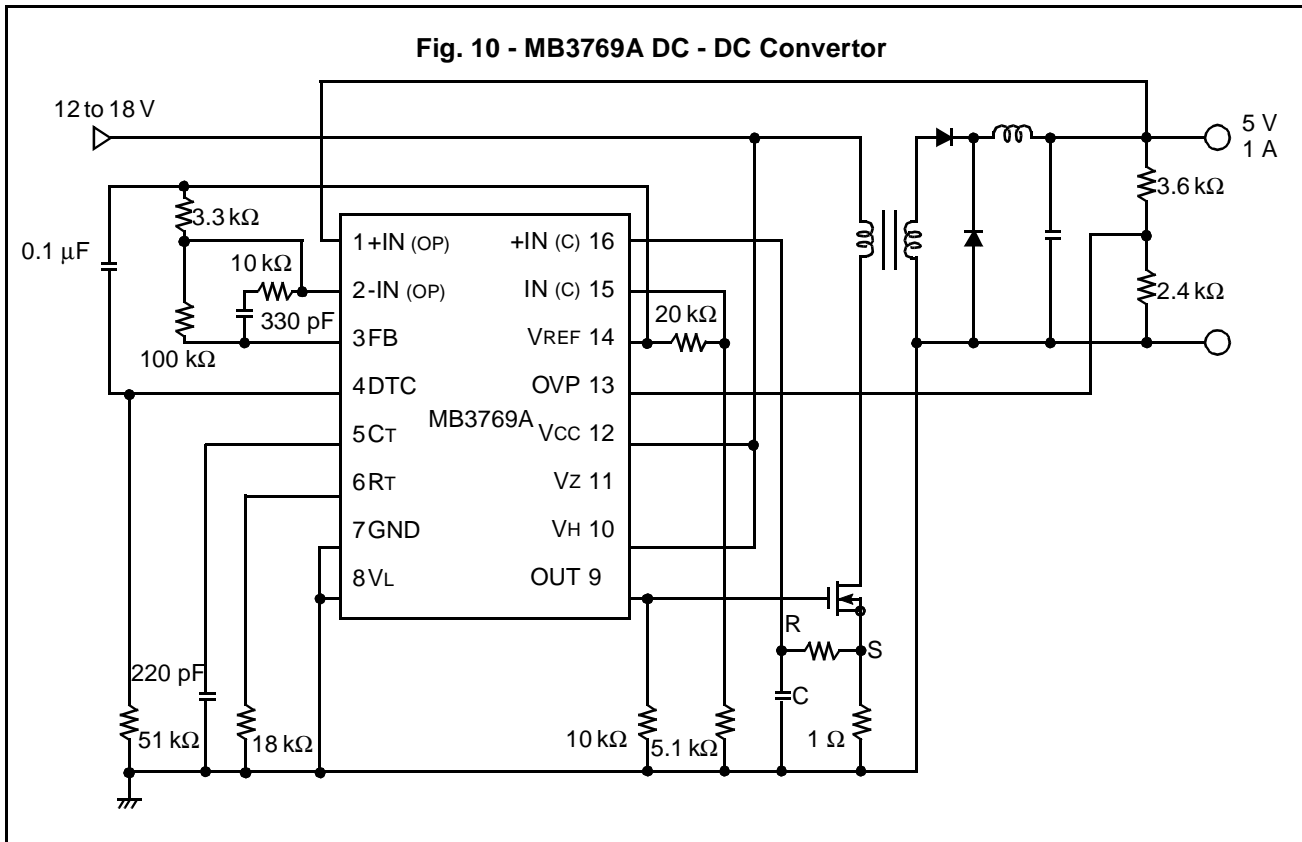 Fig. 10 - MB3769A DC - DC Convertor
12 to 18 V
5 V
1 A
3.6 kΩ
2.4 kΩ
3.3 kΩ
0.1 μF
10 kΩ
330 pF
100 kΩ
1 +IN (OP)
2 -IN (OP)
3 FB
4 DTC
5 CT
6 RT
7 GND
8 VL
MB3769A
+IN (C) 16
IN (C) 15
VREF 14
OVP 13
VCC 12
VZ 11
VH 10
OUT 9
20 kΩ
R
S
C
220 pF
51 kΩ
18 kΩ
10 kΩ
5.1 kΩ
1 Ω